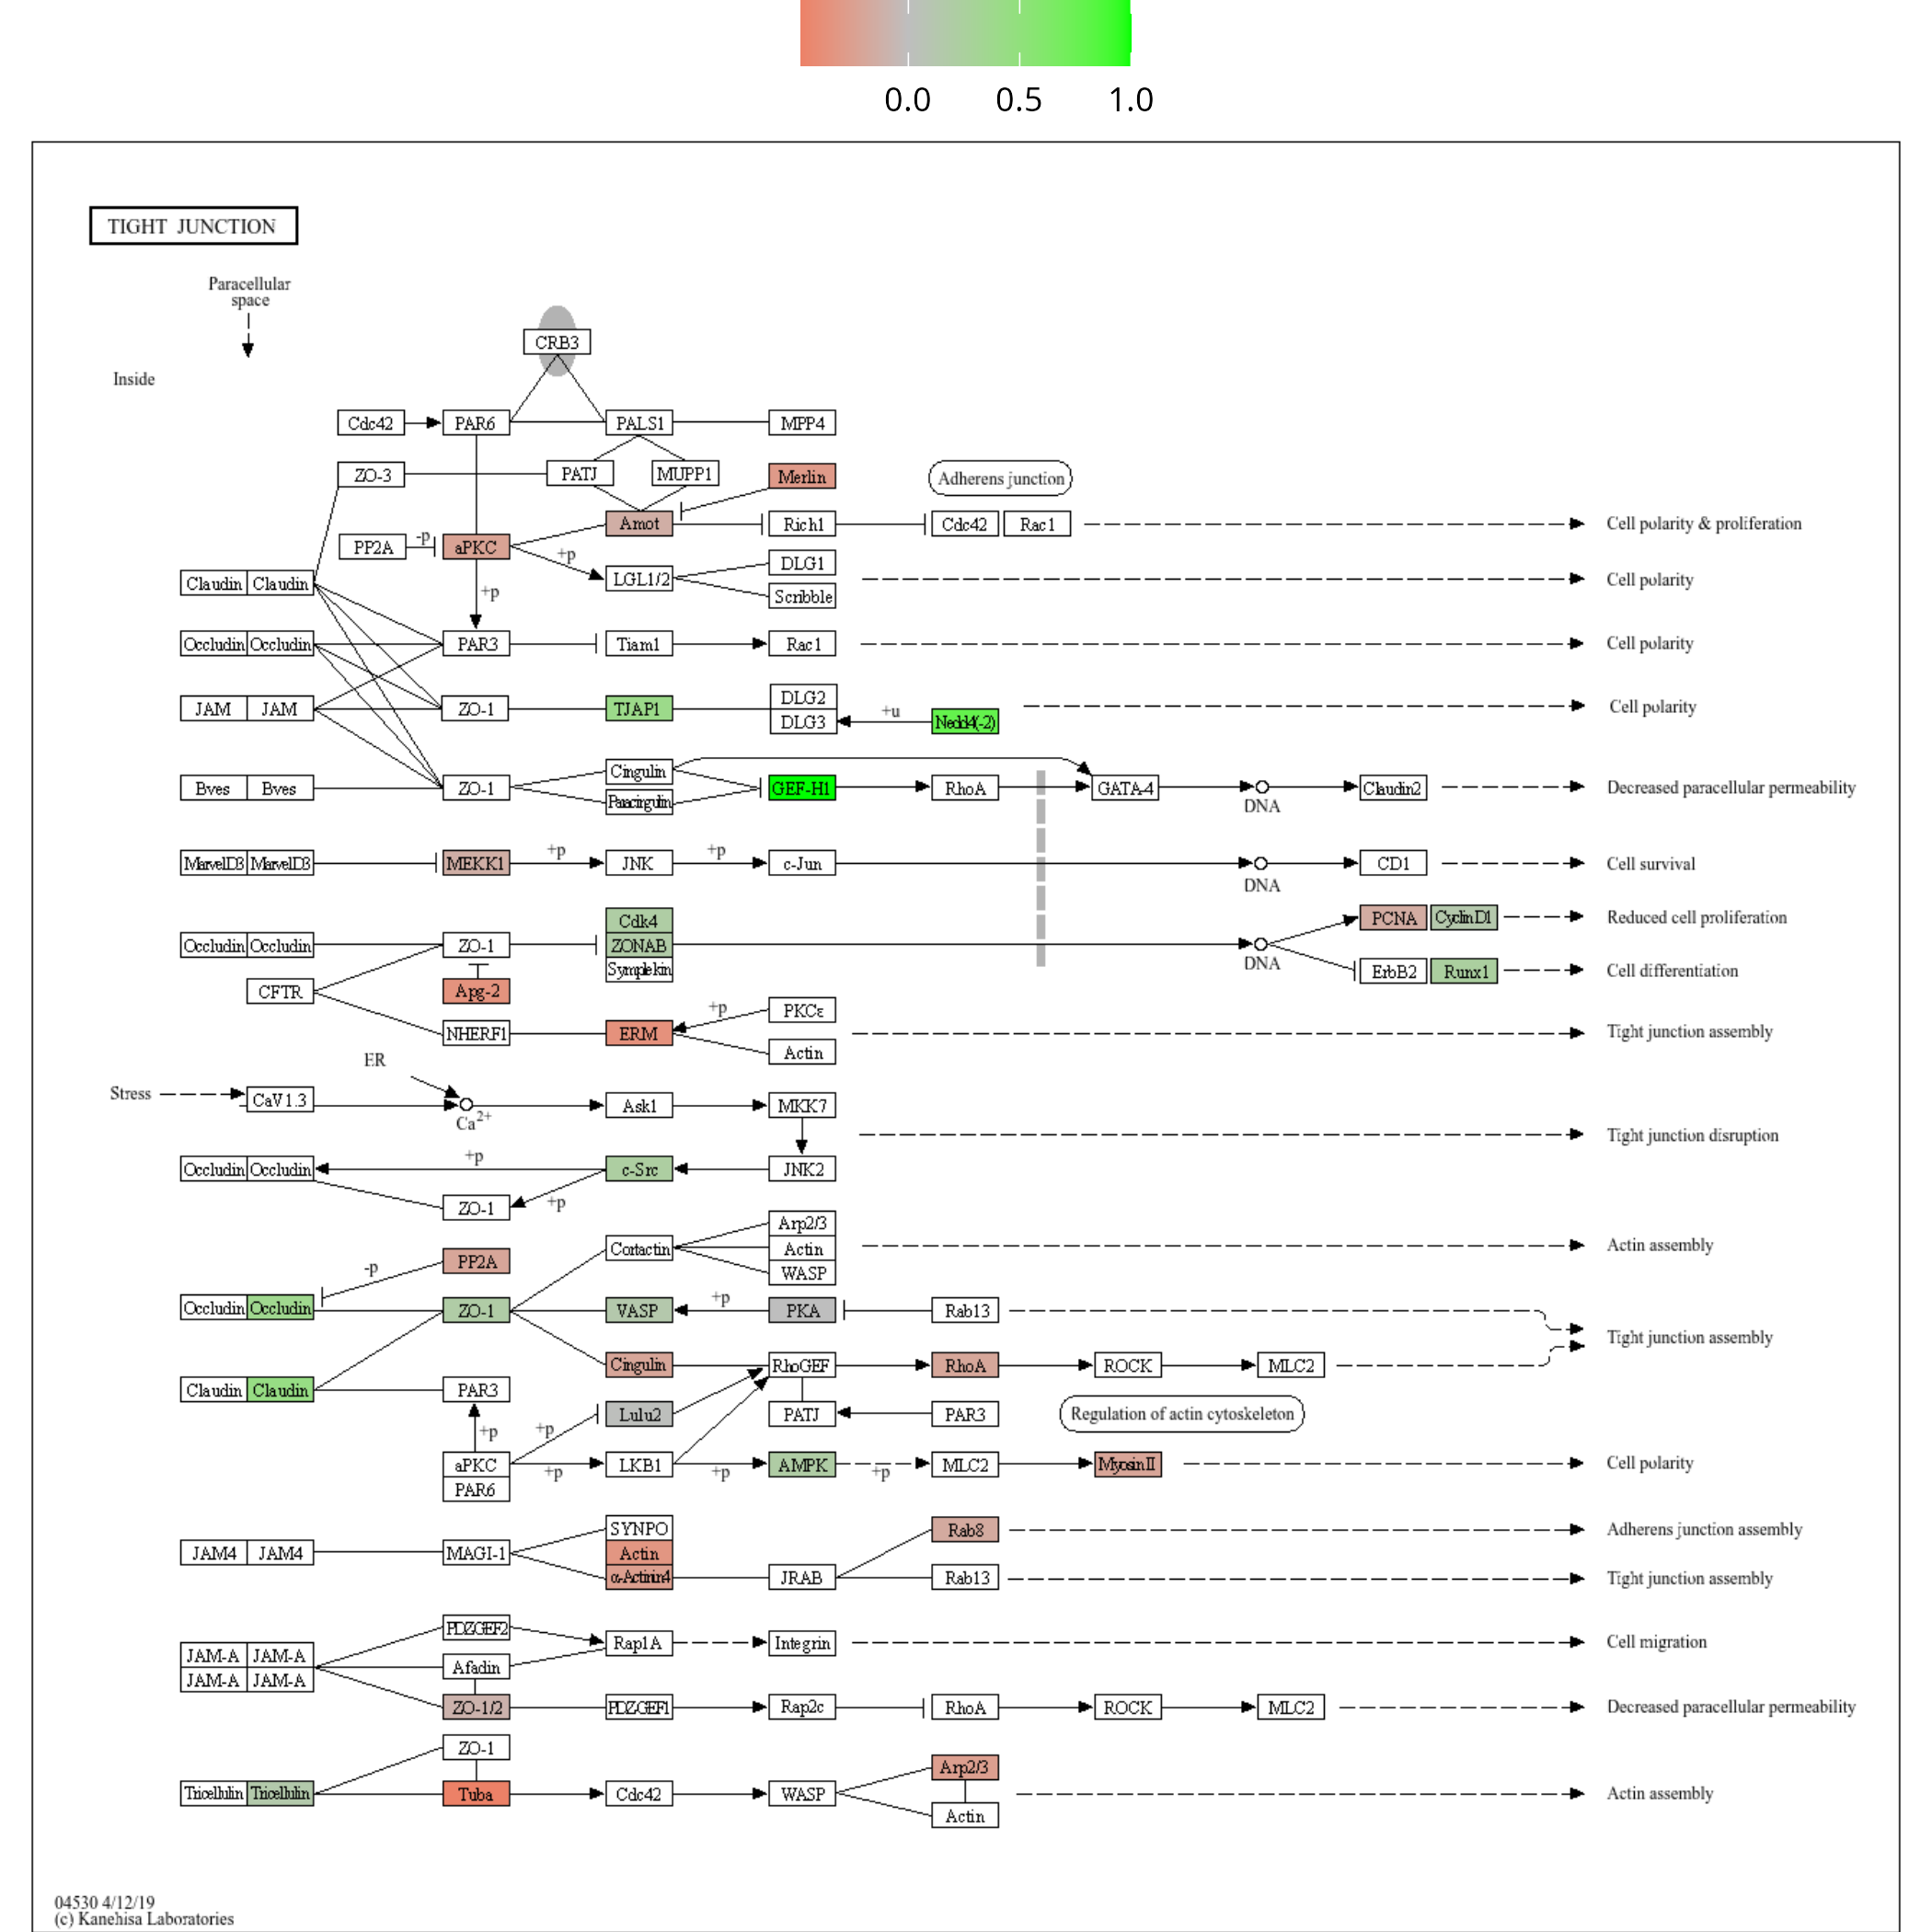 0.0 0.5 1.0
TIGHT JUNCTION
Paracellular
space
CRB3
Inside
Cdc42 PAR6 PALS1 MPP4
ZO-3 PATJ MUPP1 Merlin Adherens junction
Amot Rich1 Cdc42 Rac1 Cell polarity & proliferation
PP2A -p aPKC +p
DLG1
Claudin Claudin LGL1/2 Cell polarity
+p Scribble
Occludin Occludin PAR3 Tiam1 Rac1 Cell polarity
DLG2
JAM JAM ZO-1 TJAP1 Cell polarity
DLG3 +u Nedd4(-2)
Cingulin
Bves Bves ZO-1 GEF-H1 RhoA GATA-4 DNA Claudin2 Decreased paracellular permeability
Paracingulin
MarvelD3 MarvelD3 MEKK1 +p JNK +p c-Jun DNA CD1 Cell survival
Cdk4 PCNA CyclinD1 Reduced cell proliferation
Occludin Occludin ZO-1 ZONAB DNA
Symplekin ErbB2 Runx1 Cell differentiation
CFTR Apg-2
+p PKCε
NHERF1 ERM Tight junction assembly
Actin
ER
Stress CaV1.3 Ca2+ Ask1 MKK7
Tight junction disruption
Occludin Occludin +p c-Src JNK2
ZO-1 +p
Arp2/3
Cortactin Actin Actin assembly
PP2A WASP
-p
Occludin Occludin ZO-1 VASP +p PKA Rab13
Tight junction assembly
Cingulin RhoGEF RhoA ROCK MLC2
Claudin Claudin PAR3
Lulu2 PATJ PAR3 Regulation of actin cytoskeleton
+p +p
aPKC +p LKB1 +p AMPK +p MLC2 MyosinII Cell polarity
PAR6
SYNPO Rab8 Adherens junction assembly
JAM4 JAM4 MAGI-1 Actin
α-Actinin4 JRAB Rab13 Tight junction assembly
PDZGEF2
JAM-A JAM-A Rap1A Integrin Cell migration
JAM-A JAM-A Afadin
ZO-1/2 PDZGEF1 Rap2c RhoA ROCK MLC2 Decreased paracellular permeability
ZO-1
Arp2/3
Tricellulin Tricellulin Tuba Cdc42 WASP Actin assembly
Actin
04530 4/12/19
(c) Kanehisa Laboratories